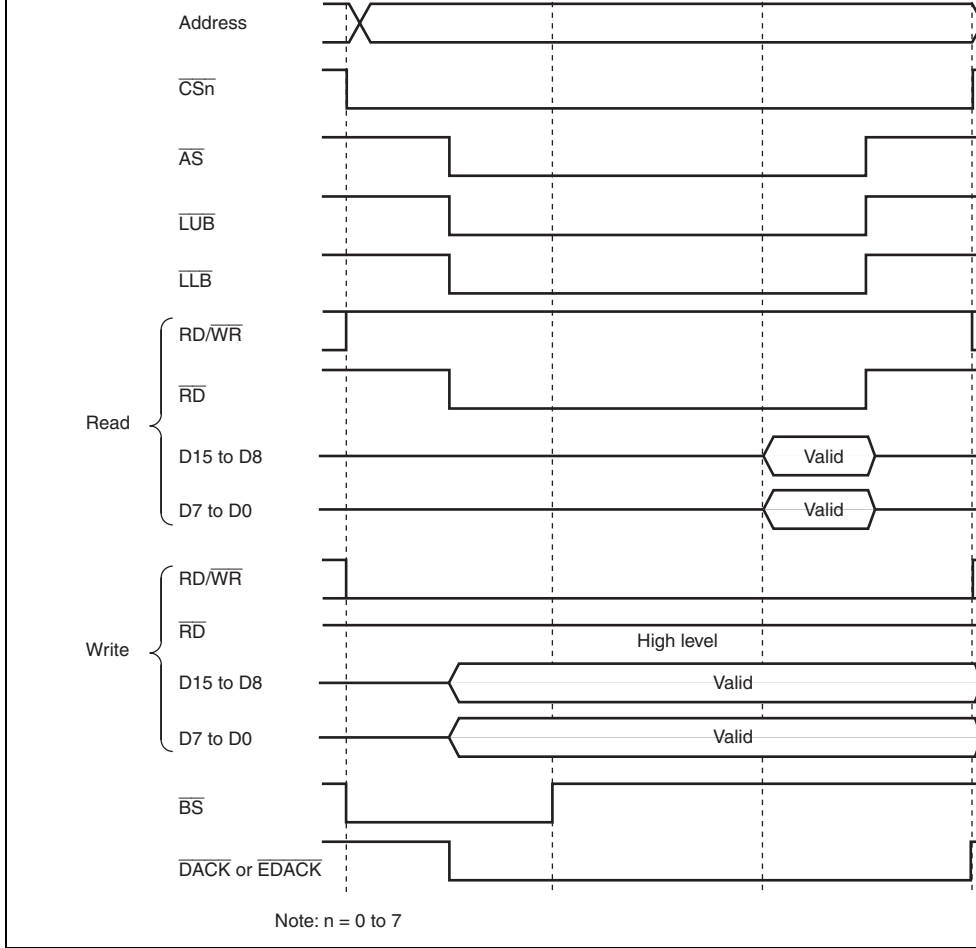 Address
CSn
AS
LUB
LLB
Read
RD/WR
RD
D15 to D8
Valid
D7 to D0
Valid
Write
RD/WR
RD
High level
D15 to D8
Valid
D7 to D0
Valid
BS
DACK or EDACK
Note: n = 0 to 7